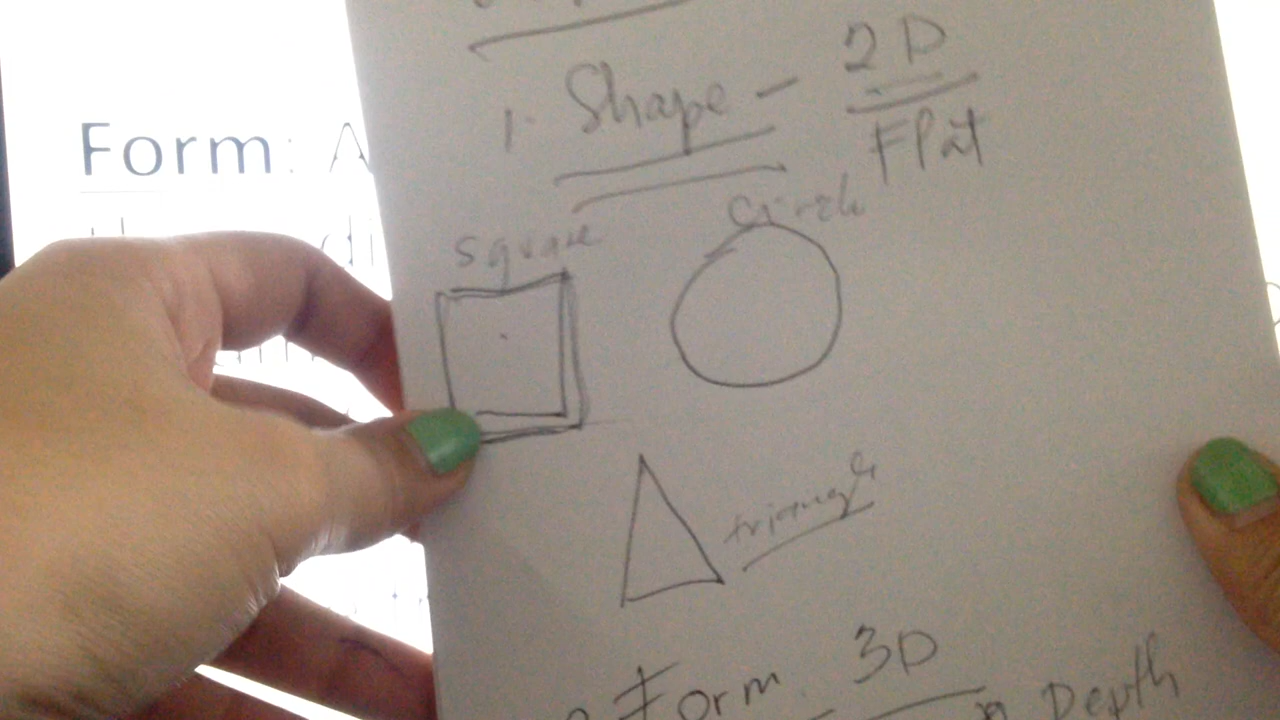 1. Shape - 2D
Flat
Square
Circle
triangle
Form. 3D
Depth
Form: A